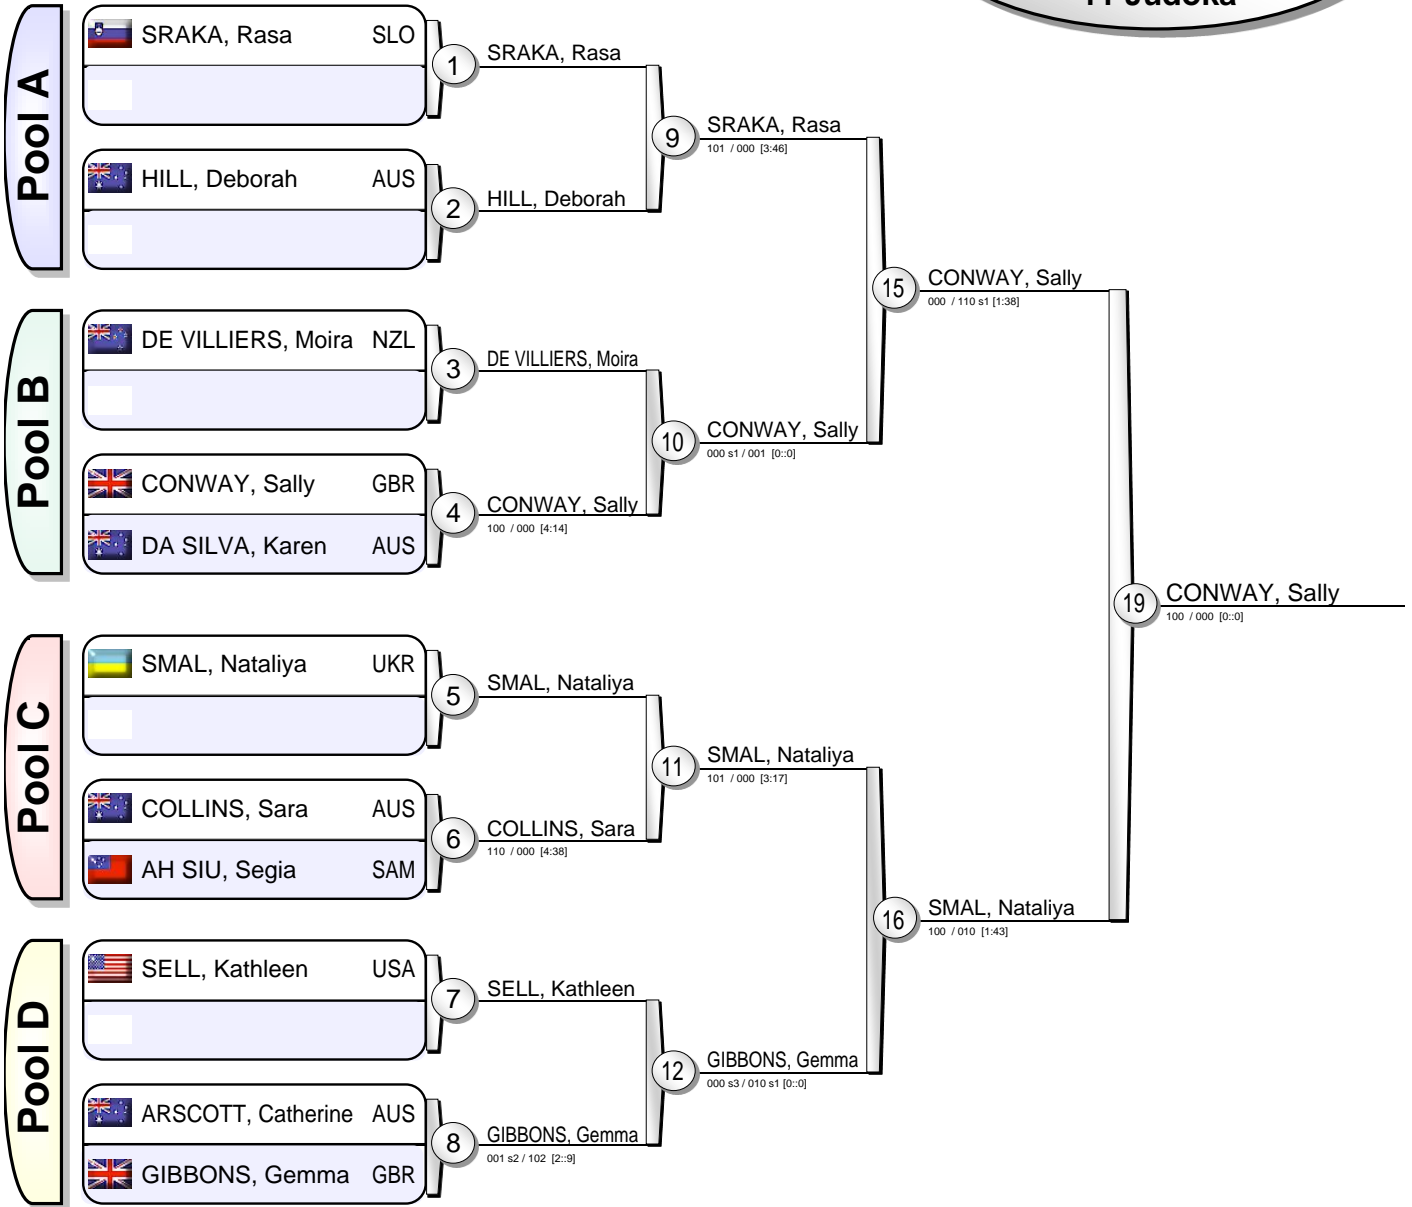 11 Judoka
Pool A
SRAKA, Rasa SLO
1
SRAKA, Rasa
HILL, Deborah AUS
2
HILL, Deborah
9
SRAKA, Rasa
101 / 000 [3:46]
Pool B
DE VILLIERS, Moira NZL
3
DE VILLIERS, Moira
CONWAY, Sally GBR
DA SILVA, Karen AUS
4
CONWAY, Sally
100 / 000 [4:14]
10
CONWAY, Sally
000 s1 / 001 [0::0]
15
CONWAY, Sally
000 / 110 s1 [1:38]
Pool C
SMAL, Nataliya UKR
5
SMAL, Nataliya
COLLINS, Sara AUS
AH SIU, Segia SAM
6
COLLINS, Sara
110 / 000 [4:38]
11
SMAL, Nataliya
101 / 000 [3:17]
Pool D
SELL, Kathleen USA
7
SELL, Kathleen
ARSCOTT, Catherine AUS
GIBBONS, Gemma GBR
8
GIBBONS, Gemma
001 s2 / 102 [2::9]
12
GIBBONS, Gemma
000 s3 / 010 s1 [0::0]
16
SMAL, Nataliya
100 / 010 [1:43]
19
CONWAY, Sally
100 / 000 [0::0]